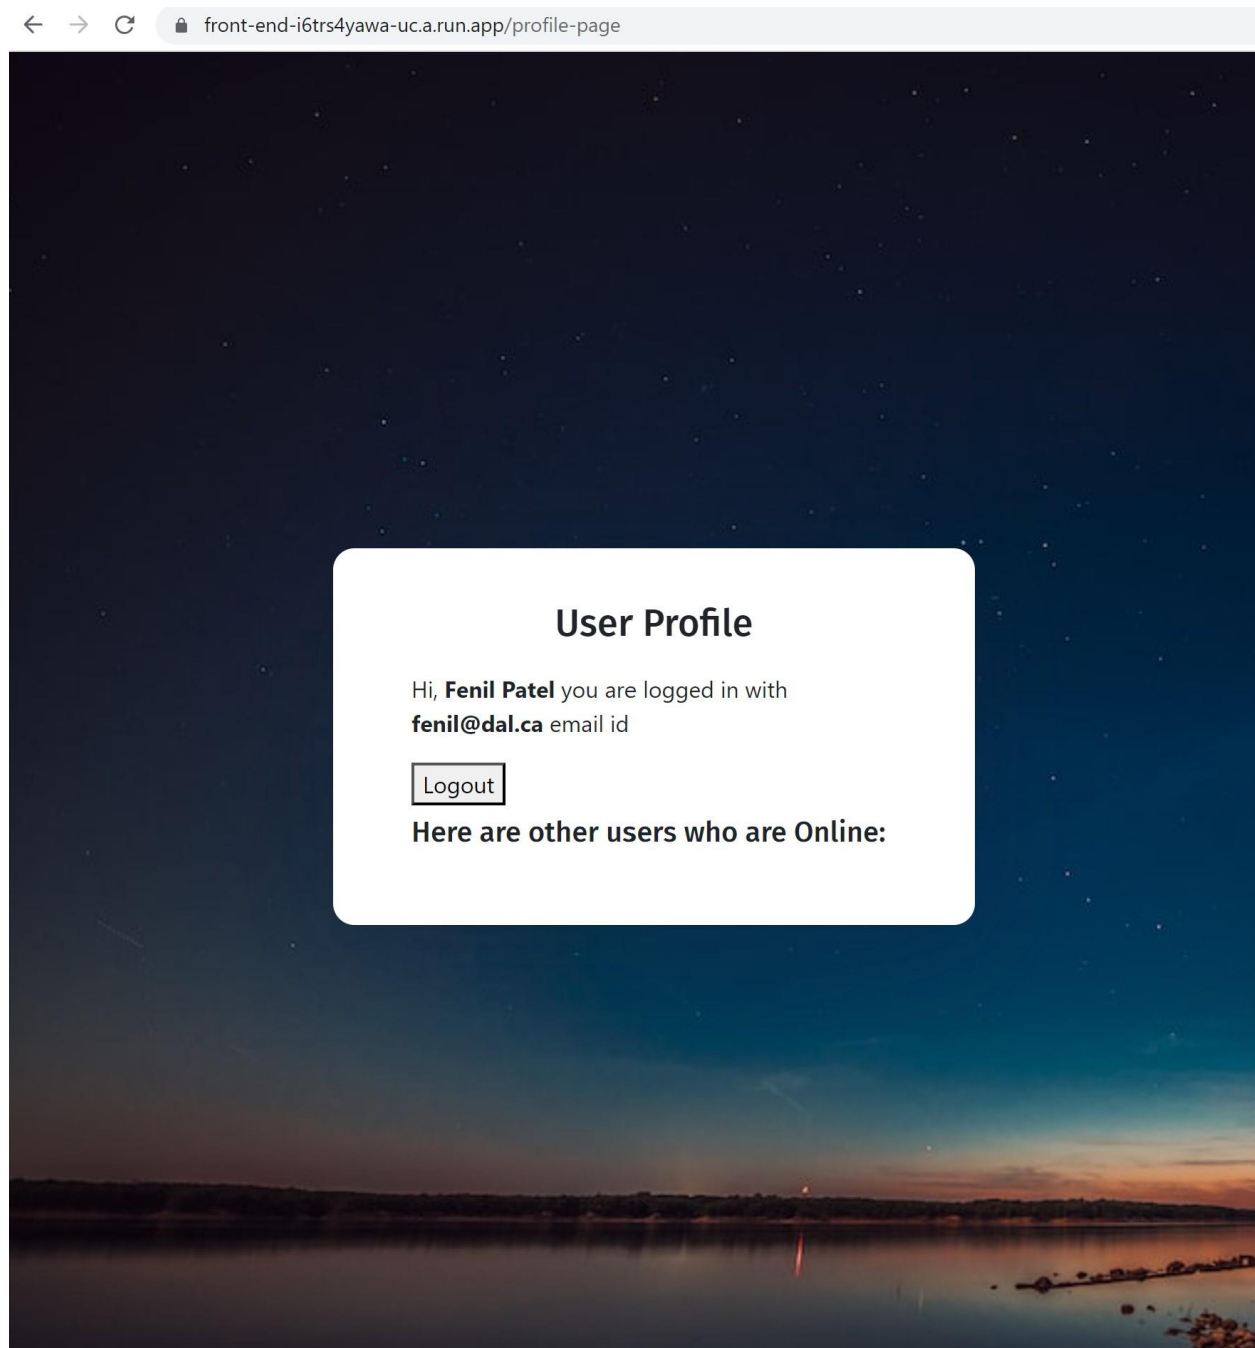 front-end-i6trs4yawa-uc.a.run.app/profile-page
User Profile
Hi, Fenil Patel you are logged in with
fenil@dal.ca email id
Logout
Here are other users who are Online: